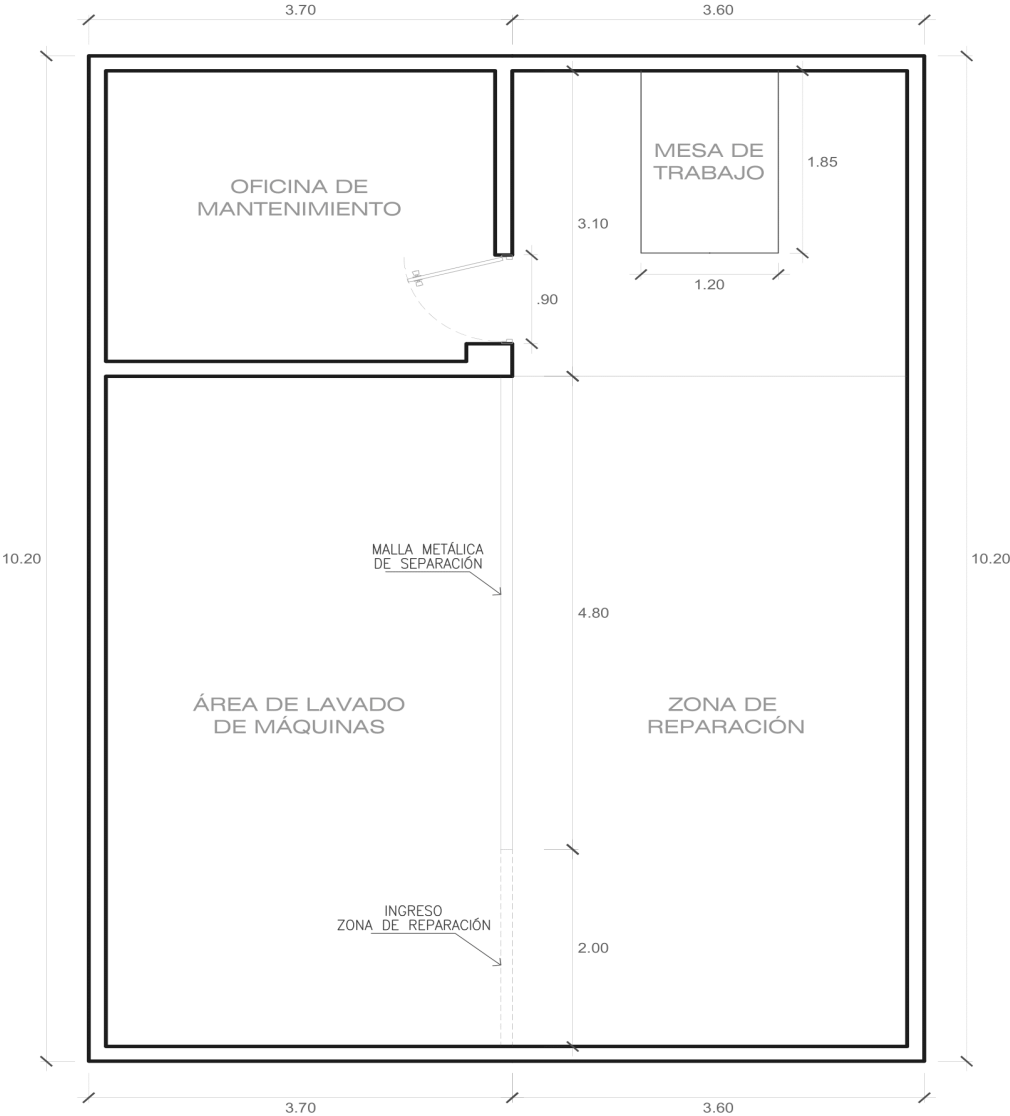 3.70
3.60
MESA DE
TRABAJO
1.85
OFICINA DE
MANTENIMIENTO
3.10
1.20
.90
MALLA METÁLICA
DE SEPARACIÓN
10.20
10.20
4.80
ÁREA DE LAVADO
DE MÁQUINAS
ZONA DE
REPARACIÓN
INGRESO
ZONA DE REPARACIÓN
2.00
3.70
3.60